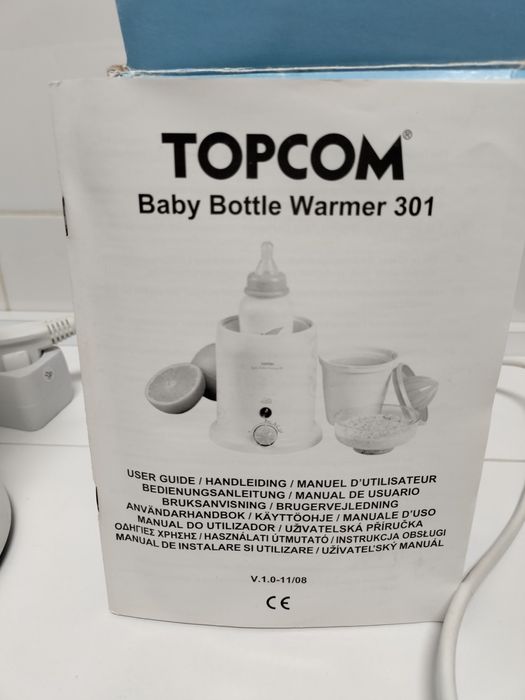 TOPCOM®
Baby Bottle Warmer 301
USER GUIDE / HANDLEIDING / MANUEL D'UTILISATEUR
BEDIENUNGSANLEITUNG / MANUAL DE USUARIO
BRUKSANVISNING / BRUGERVEJLEDNING
ANVÄNDARHANDBOK / KÄYTTÖOHJE / MANUALE D'USO
MANUAL DO UTILIZADOR / UŽIVATELSKÁ PŘÍRUČKA
ΟΔΗΓΙΕΣ ΧΡΗΣΗΣ / HASZNÁLATI ÚTMUTATÓ / INSTRUKCJA OBSŁUGI
MANUAL DE INSTALARE SI UTILIZARE / UŽÍVATEĽSKÝ MANUÁL
V.1.0-11/08
CE